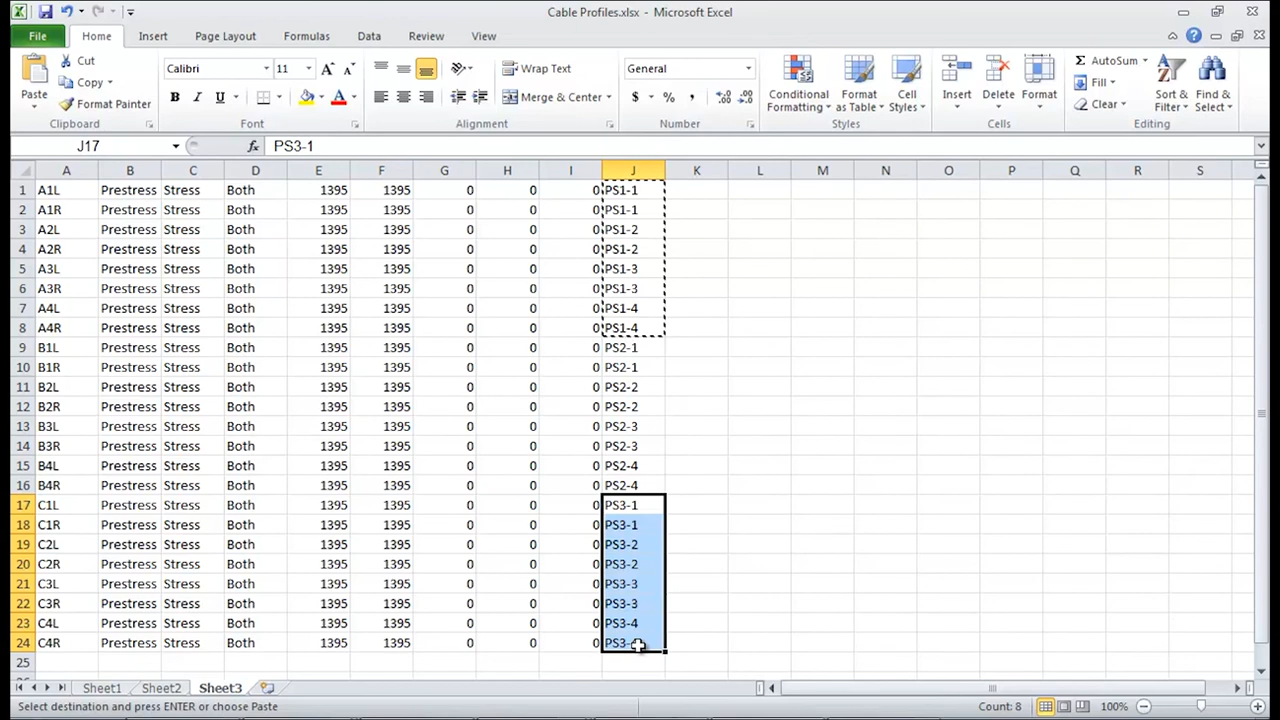 Cable Profiles.xlsx - Microsoft Excel
File Home Insert Page Layout Formulas Data Review View
Paste Cut Copy Format Painter Clipboard
Calibri 11 B I U A A A Font
Wrap Text Merge & Center Alignment
General $ % , .0 .00 .00 .0 Number
Conditional Formatting Format as Table Cell Styles Styles
Insert Delete Format Cells
Σ AutoSum Fill Clear Sort & Filter Find & Select Editing
J17 fx PS3-1
A B C D E F G H J K L M N O P Q R S
1 A1L Prestress Stress Both 1395 1395 0 0 0 PS1-1
2 A1R Prestress Stress Both 1395 1395 0 0 0 PS1-1
3 A2L Prestress Stress Both 1395 1395 0 0 0 PS1-2
4 A2R Prestress Stress Both 1395 1395 0 0 0 PS1-2
5 A3L Prestress Stress Both 1395 1395 0 0 0 PS1-3
6 A3R Prestress Stress Both 1395 1395 0 0 0 PS1-3
7 A4L Prestress Stress Both 1395 1395 0 0 0 PS1-4
8 A4R Prestress Stress Both 1395 1395 0 0 0 PS1-4
9 B1L Prestress Stress Both 1395 1395 0 0 0 PS2-1
10 B1R Prestress Stress Both 1395 1395 0 0 0 PS2-1
11 B2L Prestress Stress Both 1395 1395 0 0 0 PS2-2
12 B2R Prestress Stress Both 1395 1395 0 0 0 PS2-2
13 B3L Prestress Stress Both 1395 1395 0 0 0 PS2-3
14 B3R Prestress Stress Both 1395 1395 0 0 0 PS2-3
15 B4L Prestress Stress Both 1395 1395 0 0 0 PS2-4
16 B4R Prestress Stress Both 1395 1395 0 0 0 PS2-4
17 C1L Prestress Stress Both 1395 1395 0 0 0 PS3-1
18 C1R Prestress Stress Both 1395 1395 0 0 0 PS3-1
19 C2L Prestress Stress Both 1395 1395 0 0 0 PS3-2
20 C2R Prestress Stress Both 1395 1395 0 0 0 PS3-2
21 C3L Prestress Stress Both 1395 1395 0 0 0 PS3-3
22 C3R Prestress Stress Both 1395 1395 0 0 0 PS3-3
23 C4L Prestress Stress Both 1395 1395 0 0 0 PS3-4
24 C4R Prestress Stress Both 1395 1395 0 0 0
25
Sheet1 Sheet2 Sheet3
Select destination and press ENTER or choose Paste Count: 8 100%